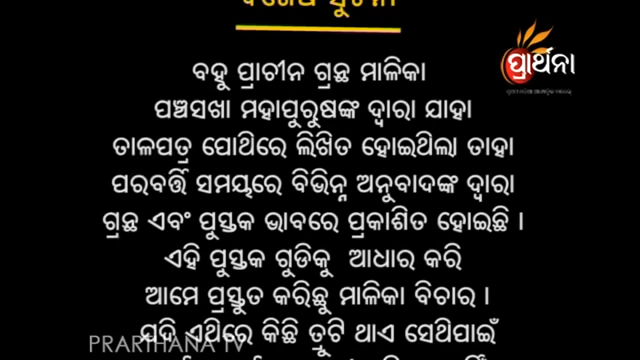 ବହୁ ପ୍ରାଚୀନ ଗ୍ରନ୍ଥ ମାଳିକା
ପ୍ରାର୍ଥନା
ପଞ୍ଚସଖା ମହାପୁରୁଷଙ୍କ ଦ୍ୱାରା ଯାହା
ତାଳପତ୍ର ପୋଥିରେ ଲିଖିତ ହୋଇଥିଲା ତାହା
ପରବର୍ତ୍ତି ସମୟରେ ବିଭିନ୍ନ ଅନୁବାଦଙ୍କ ଦ୍ୱାରା
ଗ୍ରନ୍ଥ ଏବଂ ପୁସ୍ତକ ଭାବରେ ପ୍ରକାଶିତ ହୋଇଛି ।
ଏହି ପୁସ୍ତକ ଗୁଡିକୁ ଆଧାର କରି
ଆମେ ପ୍ରସ୍ତୁତ କରିଛୁ ମାଳିକା ବିଚାର ।
ଯଦି ଏଥିରେ କିଛି ତ୍ରୁଟି ଥାଏ ସେଥିପାଇଁ
PRARTHANA TV